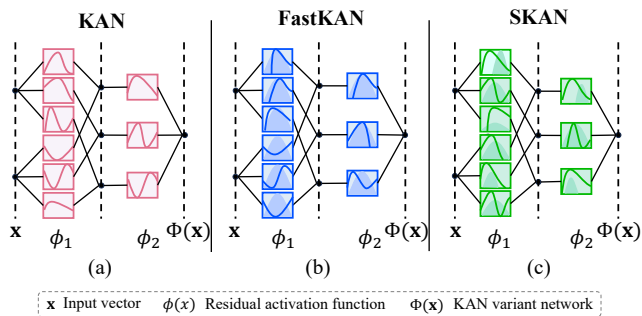 KAN FastKAN SKAN
x ϕ₁ ϕ₂ Φ(x) x ϕ₁ ϕ₂ Φ(x) x ϕ₁ ϕ₂ Φ(x)
(a) (b) (c)
x Input vector ϕ(x) Residual activation function Φ(x) KAN variant network